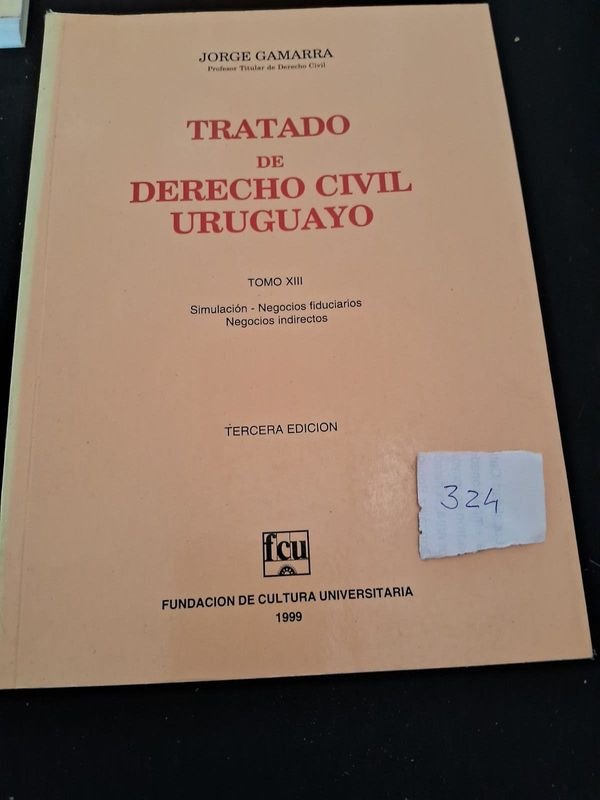 JORGE GAMARRA
Profesor Titular de Derecho Civil
TRATADO
DE
DERECHO CIVIL
URUGUAYO
TOMO XIII
Simulación - Negocios fiduciarios
Negocios indirectos
TERCERA EDICION
324
fcu
FUNDACION DE CULTURA UNIVERSITARIA
1999